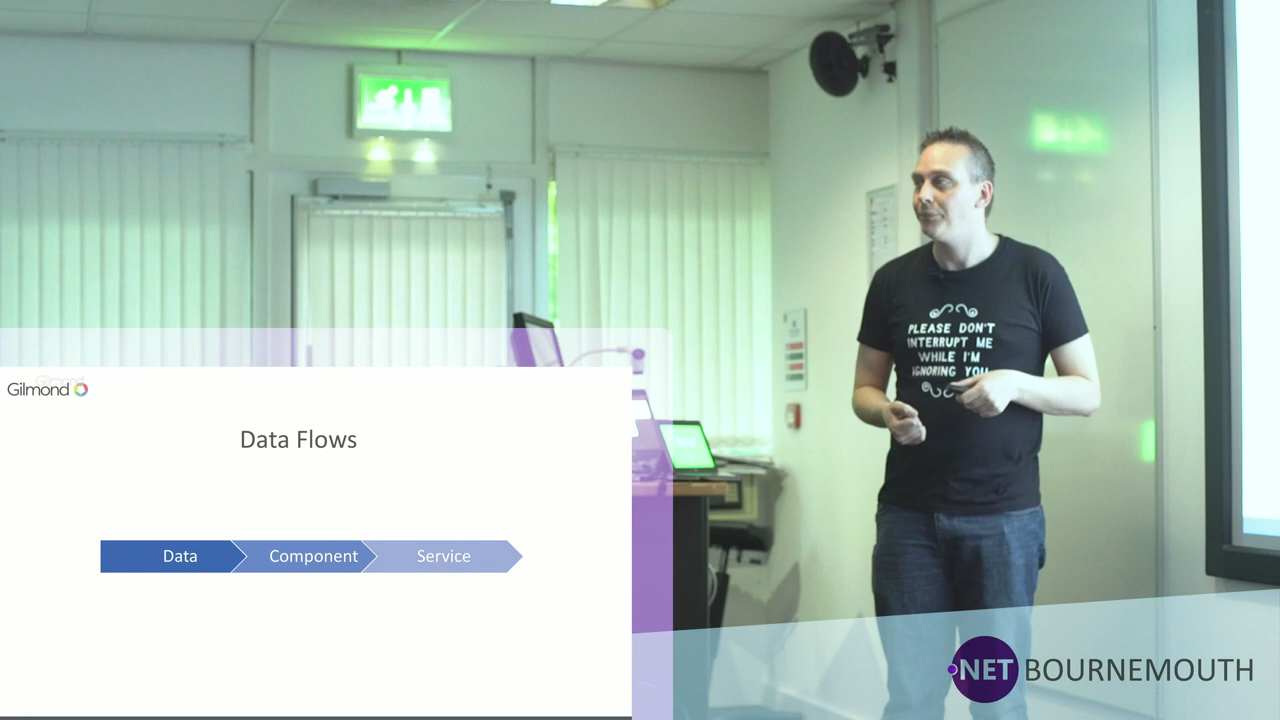 PLEASE DON'T
INTERRUPT ME
WHILE I'M
IGNORING YOU
Gilmond
Data Flows
Data
Component
Service
.NET BOURNEMOUTH